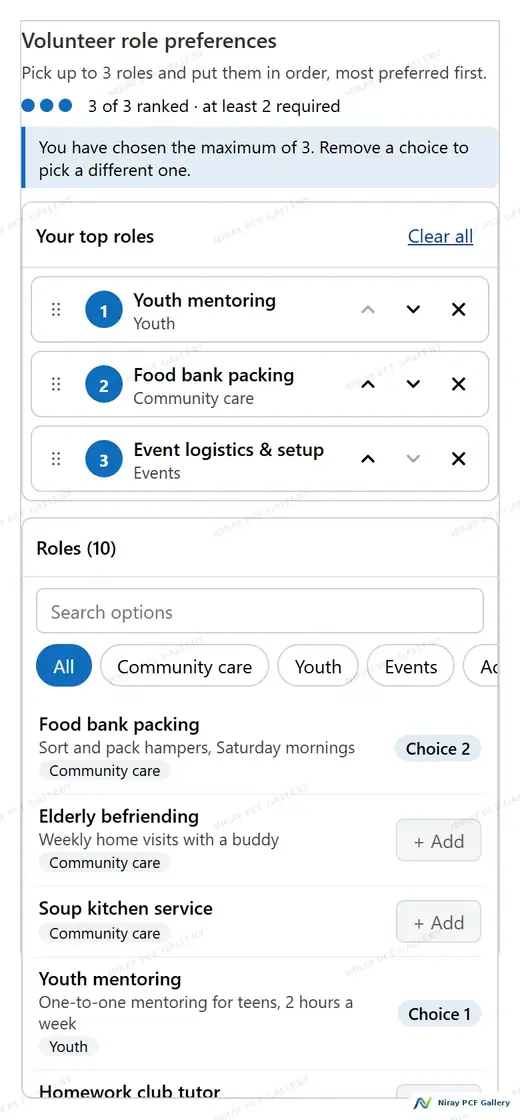 Volunteer role preferences
Pick up to 3 roles and put them in order, most preferred first.
3 of 3 ranked · at least 2 required
You have chosen the maximum of 3. Remove a choice to
pick a different one.
Your top roles
Clear all
1
Youth mentoring
Youth
2
Food bank packing
Community care
3
Event logistics & setup
Events
Roles (10)
Search options
All
Community care
Youth
Events
Ad
Food bank packing
Sort and pack hampers, Saturday mornings
Community care
Choice 2
Elderly befriending
Weekly home visits with a buddy
Community care
+ Add
Soup kitchen service
Community care
+ Add
Youth mentoring
One-to-one mentoring for teens, 2 hours a
week
Youth
Choice 1
Homework club tutor
Niray PCF Gallery
NIRAY PCF GALLERY